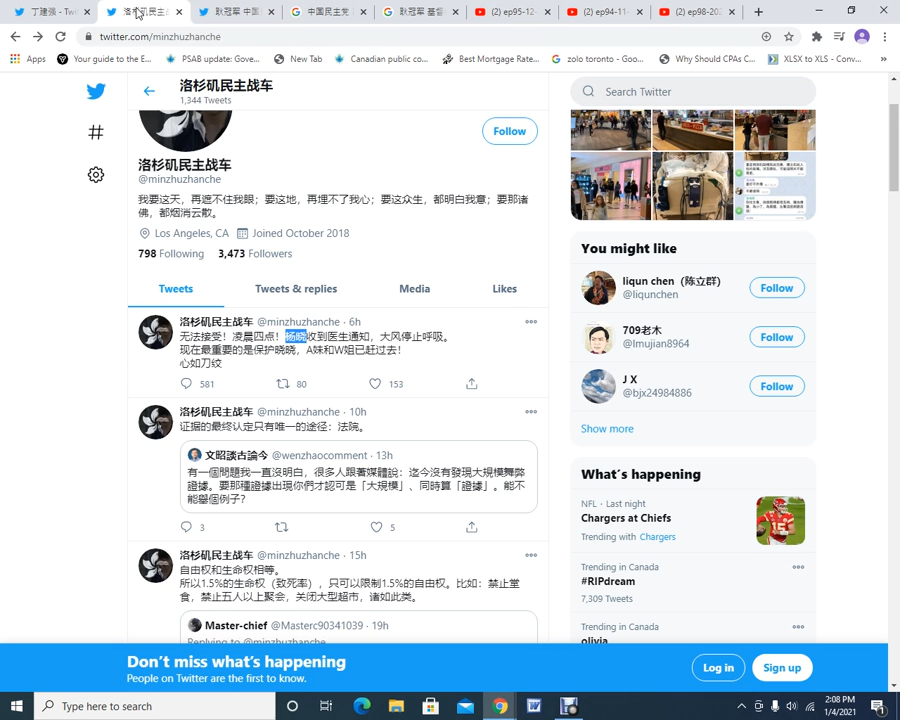 丁建强 - Twi
洛杉矶民主
耿冠军 中国
中国民主党
耿冠军 基督
(2) ep95-12-
(2) ep94-11-
(2) ep98-202
twitter.com/minzhuzhanche
Apps
Your guide to the E...
PSAB update: Gove...
New Tab
Canadian public co...
Best Mortgage Rate...
zolo toronto - Goo...
Why Should CPAs C...
XLSX to XLS - Conv...
洛杉矶民主战车
1,344 Tweets
Search Twitter
Follow
洛杉矶民主战车
@minzhuzhanche
我要这天，再遮不住我眼；要这地，再埋不了我心；要这众生，都明白我意；要那诸
佛，都烟消云散。
Los Angeles, CA Joined October 2018
798 Following 3,473 Followers
Tweets Tweets & replies Media Likes
洛杉矶民主战车 @minzhuzhanche · 6h
无法接受！凌晨四点！杨晓收到医生通知，大风停止呼吸。
现在最重要的是保护晓晓，A妹和W姐已赶过去！
心如刀绞
581 80 153
洛杉矶民主战车 @minzhuzhanche · 10h
证据的最终认定只有唯一的途径：法院。
文昭談古論今 @wenzhaocomment · 13h
有一個問題我一直沒明白，很多人跟著媒體說：迄今沒有發現大規模舞弊
證據。要那種證據出現你們才認可是「大規模」、同時算「證據」。能不
能舉個例子？
3 5
洛杉矶民主战车 @minzhuzhanche · 15h
自由权和生命权相等。
所以1.5%的生命权（致死率），只可以限制1.5%的自由权。比如：禁止堂
食，禁止五人以上聚会，关闭大型超市，诸如此类。
Master-chief @Masterc90341039 · 19h
Replying to @minzhuzhanche
You might like
liqun chen（陈立群）
@liqunchen
Follow
709老木
@lmujian8964
Follow
J X
@bjx24984886
Follow
Show more
What's happening
NFL · Last night
Chargers at Chiefs
Trending with Chargers
Trending in Canada
#RIPdream
7,309 Tweets
Trending in Canada
olivia
Don't miss what's happening
People on Twitter are the first to know.
Log in
Sign up
Type here to search
2:08 PM
1/4/2021